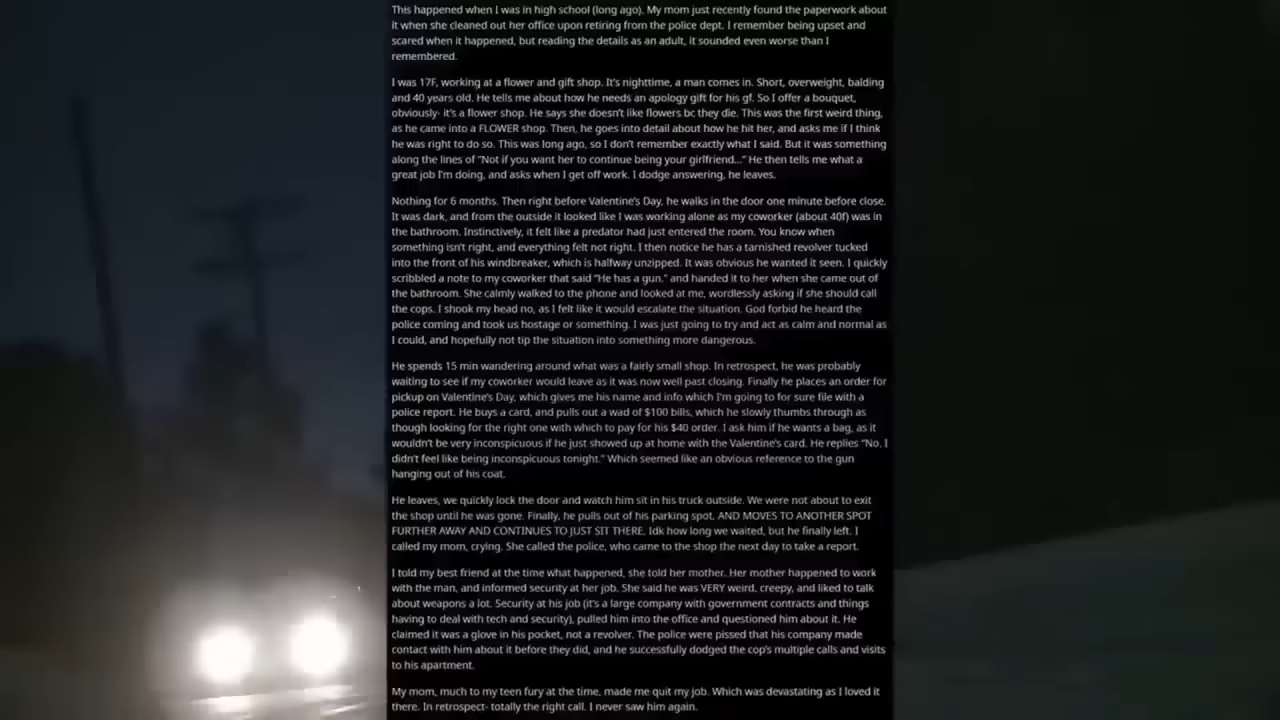 This happened when I was in high school (long ago). My mom just recently found the paperwork about
it when she cleaned out her office upon retiring from the police dept. I remember being upset and
scared when it happened, but reading the details as an adult, it sounded even worse than I
remembered.
I was 17F, working at a flower and gift shop. It's nighttime, a man comes in. Short, overweight, balding
and 40 years old. He tells me about how he needs an apology gift for his gf. So I offer a bouquet,
obviously- it's a flower shop. He says she doesn't like flowers bc they die. This was the first weird thing,
as he came into a FLOWER shop. Then, he goes into detail about how he hit her, and asks me if I think
he was right to do so. This was long ago, so I don't remember exactly what I said. But it was something
along the lines of "Not if you want her to continue being your girlfriend..." He then tells me what a
great job I'm doing, and asks when I get off work. I dodge answering, he leaves.
Nothing for 6 months. Then right before Valentine's Day, he walks in the door one minute before close.
It was dark, and from the outside it looked like I was working alone as my coworker (about 40f) was in
the bathroom. Instinctively, it felt like a predator had just entered the room. You know when
something isn't right, and everything felt not right. I then notice he has a tarnished revolver tucked
into the front of his windbreaker, which is halfway unzipped. It was obvious he wanted it seen. I quickly
scribbled a note to my coworker that said "He has a gun," and handed it to her when she came out of
the bathroom. She calmly walked to the phone and looked at me, wordlessly asking if she should call
the cops. I shook my head no, as I felt like it would escalate the situation. God forbid he heard the
police coming and took us hostage or something. I was just going to try and act as calm and normal as
I could, and hopefully not tip the situation into something more dangerous.
He spends 15 min wandering around what was a fairly small shop. In retrospect, he was probably
waiting to see if my coworker would leave as it was now well past closing. Finally he places an order for
pickup on Valentine's Day, which gives me his name and info which I'm going to for sure file with a
police report. He buys a card, and pulls out a wad of $100 bills, which he slowly thumbs through as
though looking for the right one with which to pay for his $40 order. I ask him if he wants a bag, as it
wouldn't be very inconspicuous if he just showed up at home with the Valentine's card. He replies "No. I
didn't feel like being inconspicuous tonight." Which seemed like an obvious reference to the gun
hanging out of his coat.
He leaves, we quickly lock the door and watch him sit in his truck outside. We were not about to exit
the shop until he was gone. Finally, he pulls out of his parking spot, AND MOVES TO ANOTHER SPOT
FURTHER AWAY AND CONTINUES TO JUST SIT THERE. Idk how long we waited, but he finally left. I
called my mom, crying. She called the police, who came to the shop the next day to take a report.
I told my best friend at the time what happened, she told her mother. Her mother happened to work
with the man, and informed security at her job. She said he was VERY weird, creepy, and liked to talk
about weapons a lot. Security at his job (it's a large company with government contracts and things
having to deal with tech and security), pulled him into the office and questioned him about it. He
claimed it was a glove in his pocket, not a revolver. The police were pissed that his company made
contact with him about it before they did, and he successfully dodged the cop's multiple calls and visits
to his apartment.
My mom, much to my teen fury at the time, made me quit my job. Which was devastating as I loved it
there. In retrospect- totally the right call. I never saw him again.